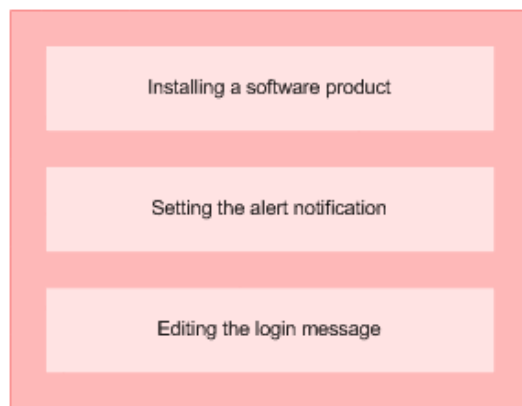 Installing a software product
Setting the alert notification
Editing the login message